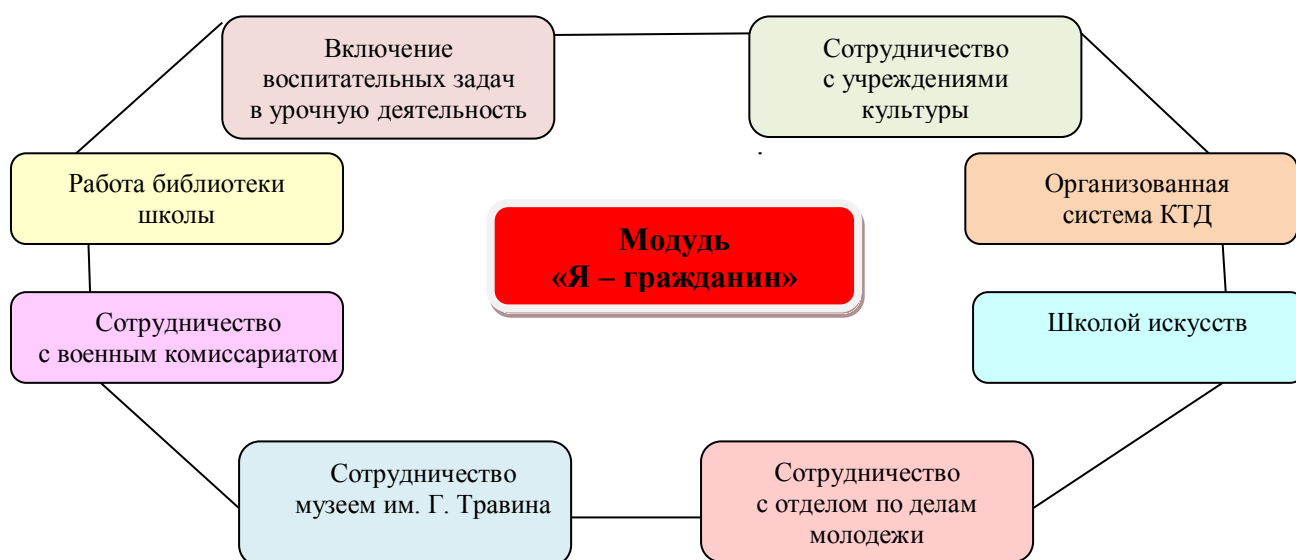 Включение
воспитательных задач
в урочную деятельность
Сотрудничество
с учреждениями
культуры
Работа библиотеки
школы
Организованная
система КТД
Модудь
«Я – гражданин»
Сотрудничество
с военным комиссариатом
Школой искусств
Сотрудничество
музеем им. Г. Травина
Сотрудничество
с отделом по делам
молодежи